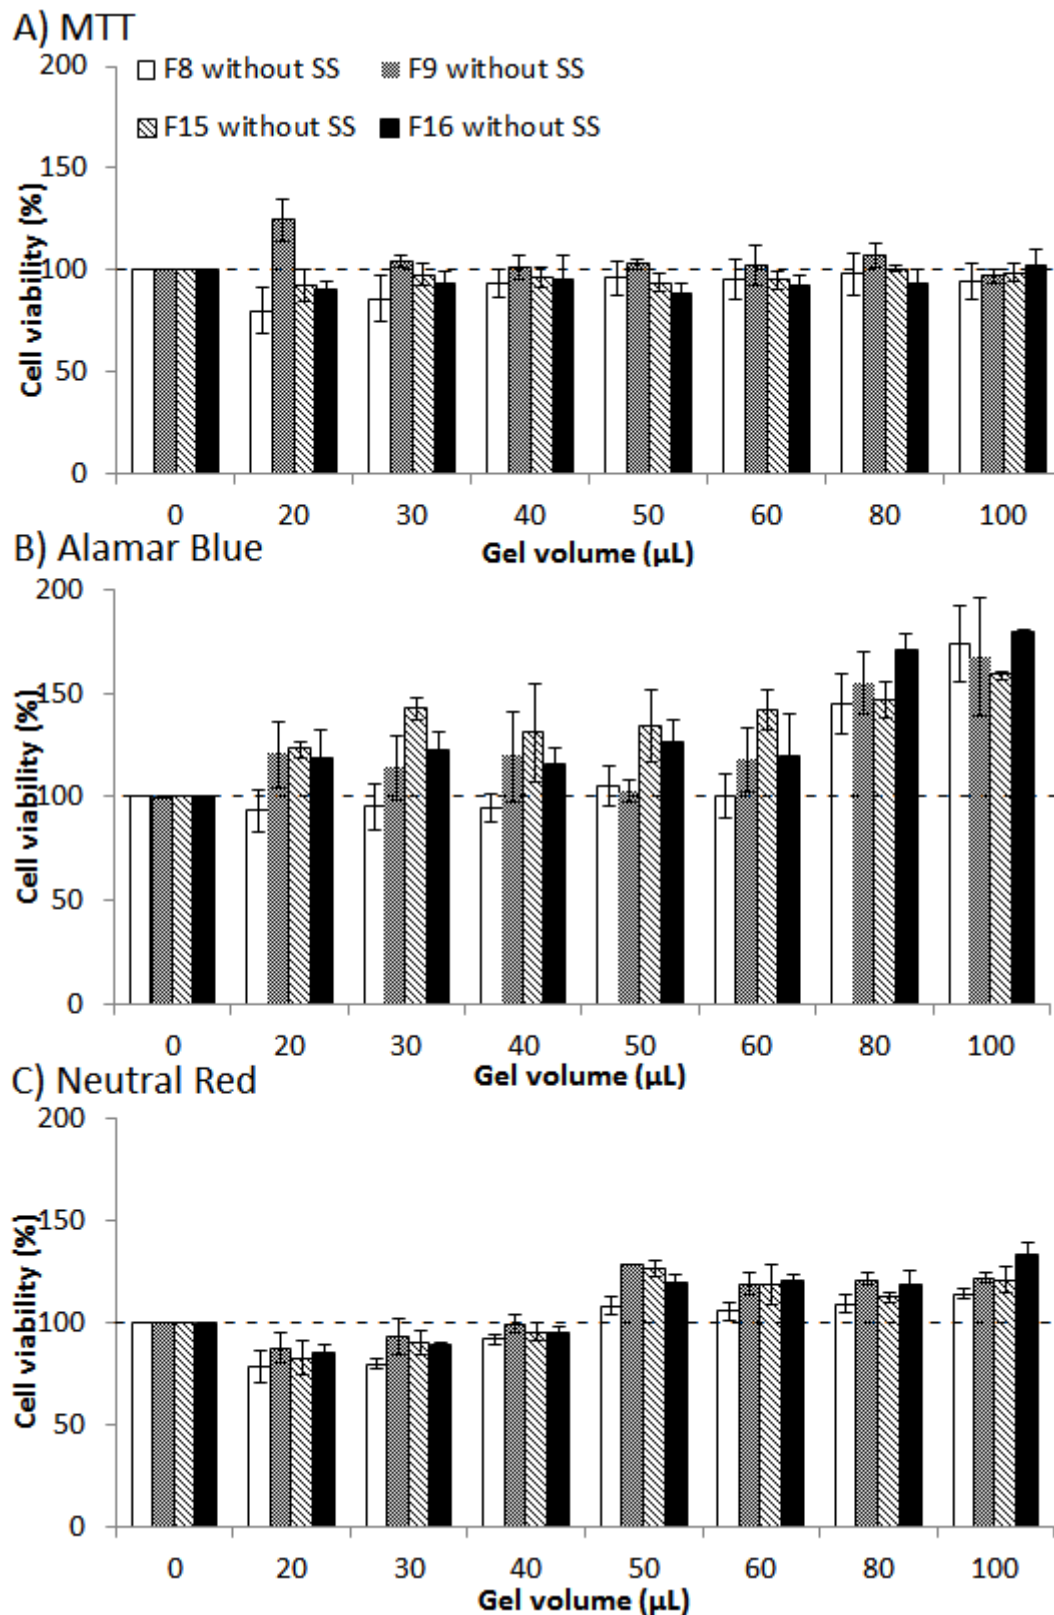 A) MTT
200
F8 without SS
F9 without SS
F15 without SS
F16 without SS
150
100
50
0
Cell viability (%)
0 20 30 40 50 60 80 100
Gel volume (µL)
B) Alamar Blue
200
150
100
50
0
Cell viability (%)
0 20 30 40 50 60 80 100
Gel volume (µL)
C) Neutral Red
200
150
100
50
0
Cell viability (%)
0 20 30 40 50 60 80 100
Gel volume (µL)